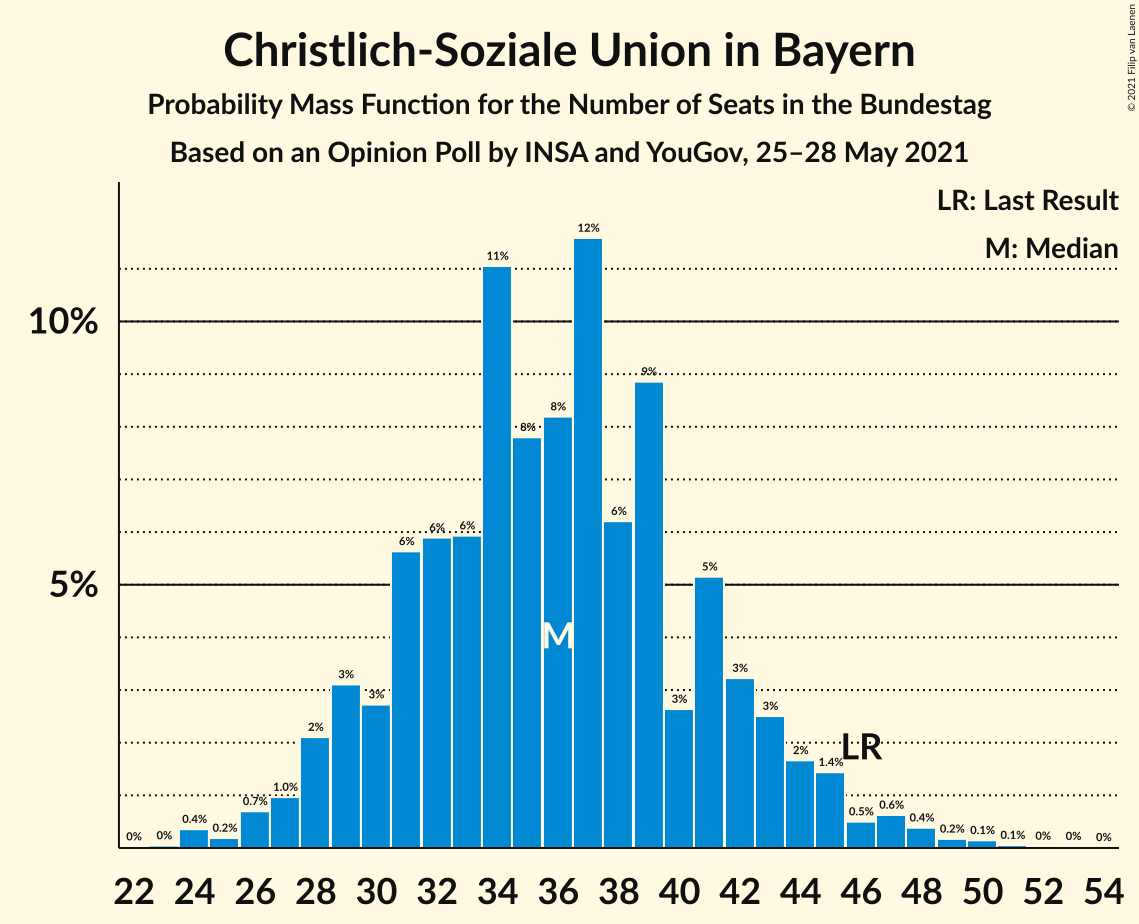 Christlich-Soziale Union in Bayern
Probability Mass Function for the Number of Seats in the Bundestag
Based on an Opinion Poll by INSA and YouGov, 25–28 May 2021
© 2021 Filip van Laenen
LR: Last Result
M: Median
10%
5%
0% 0% 0.4% 0.2% 0.7% 1.0% 2% 3% 3% 6% 6% 6% 11% 8% 8% 12% 6% 9% 3% 5% 3% 3% 2% 1.4% 0.5% 0.6% 0.4% 0.2% 0.1% 0.1% 0% 0% 0%
M
LR
22 24 26 28 30 32 34 36 38 40 42 44 46 48 50 52 54